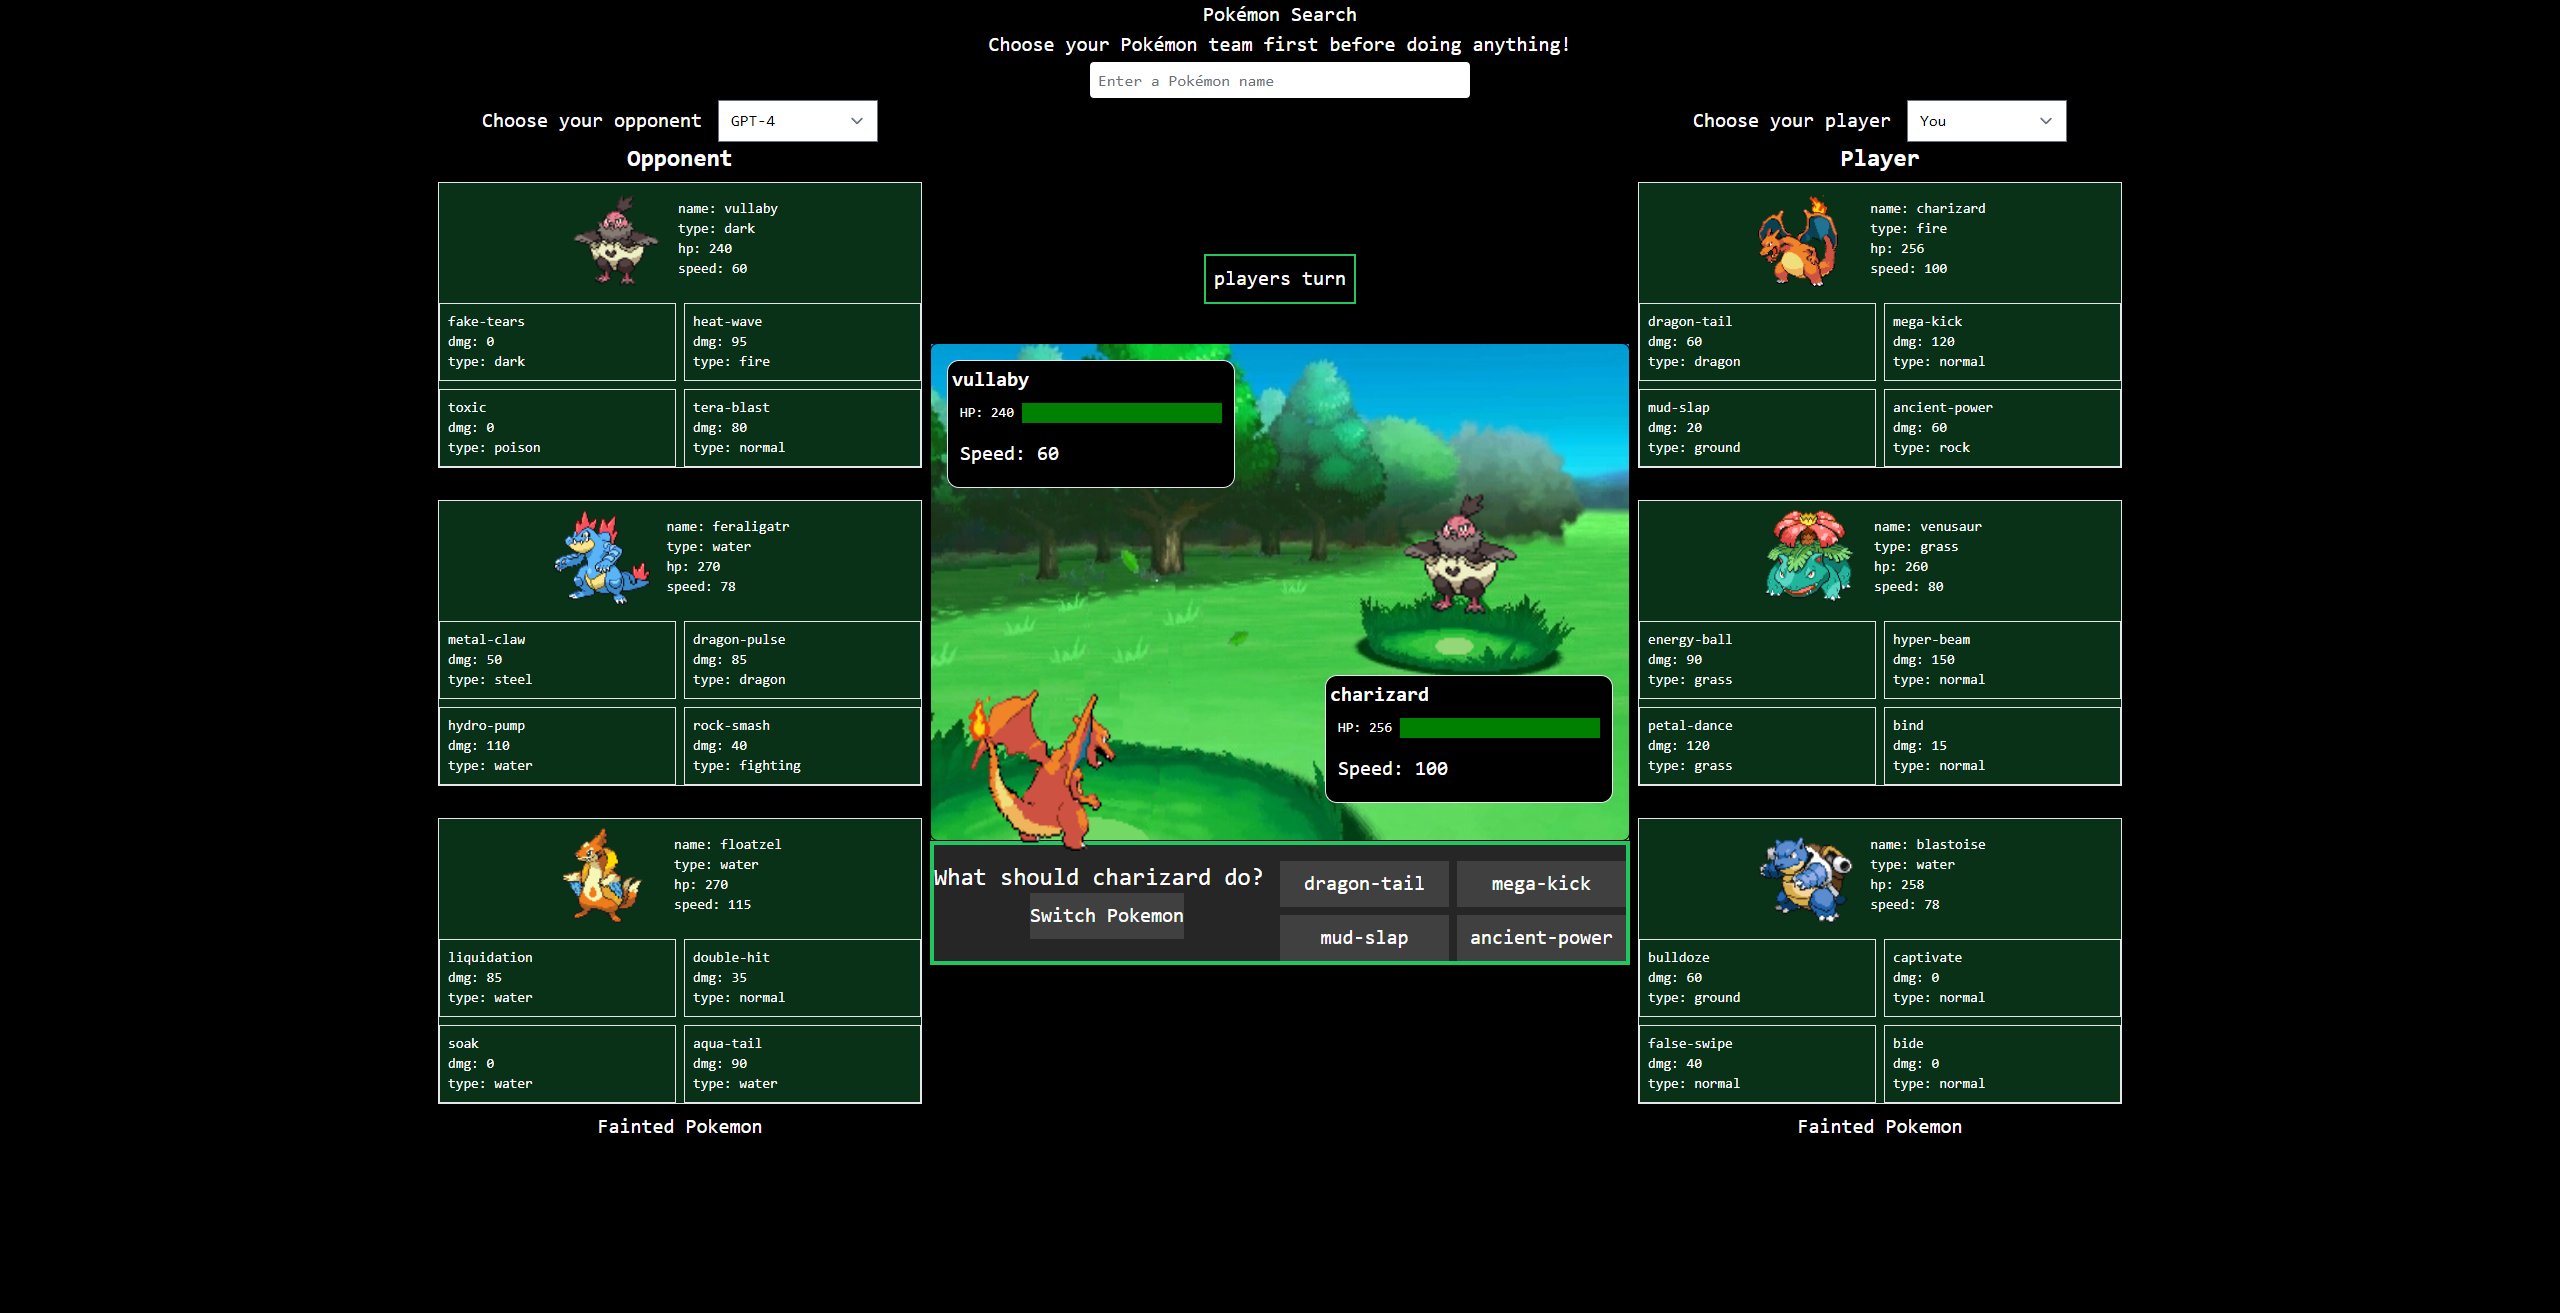 Pokémon Search
Choose your Pokémon team first before doing anything!
Enter a Pokémon name
Choose your opponent
GPT-4
Opponent
name: vullaby
type: dark
hp: 240
speed: 60
fake-tears
dmg: 0
type: dark
heat-wave
dmg: 95
type: fire
toxic
dmg: 0
type: poison
tera-blast
dmg: 80
type: normal
name: feraligatr
type: water
hp: 270
speed: 78
metal-claw
dmg: 50
type: steel
dragon-pulse
dmg: 85
type: dragon
hydro-pump
dmg: 110
type: water
rock-smash
dmg: 40
type: fighting
name: floatzel
type: water
hp: 270
speed: 115
liquidation
dmg: 85
type: water
double-hit
dmg: 35
type: normal
soak
dmg: 0
type: water
aqua-tail
dmg: 90
type: water
Fainted Pokemon
players turn
vullaby
HP: 240
Speed: 60
charizard
HP: 256
Speed: 100
What should charizard do?
Switch Pokemon
dragon-tail
mega-kick
mud-slap
ancient-power
Choose your player
You
Player
name: charizard
type: fire
hp: 256
speed: 100
dragon-tail
dmg: 60
type: dragon
mega-kick
dmg: 120
type: normal
mud-slap
dmg: 20
type: ground
ancient-power
dmg: 60
type: rock
name: venusaur
type: grass
hp: 260
speed: 80
energy-ball
dmg: 90
type: grass
hyper-beam
dmg: 150
type: normal
petal-dance
dmg: 120
type: grass
bind
dmg: 15
type: normal
name: blastoise
type: water
hp: 258
speed: 78
bulldoze
dmg: 60
type: ground
captivate
dmg: 0
type: normal
false-swipe
dmg: 40
type: normal
bide
dmg: 0
type: normal
Fainted Pokemon